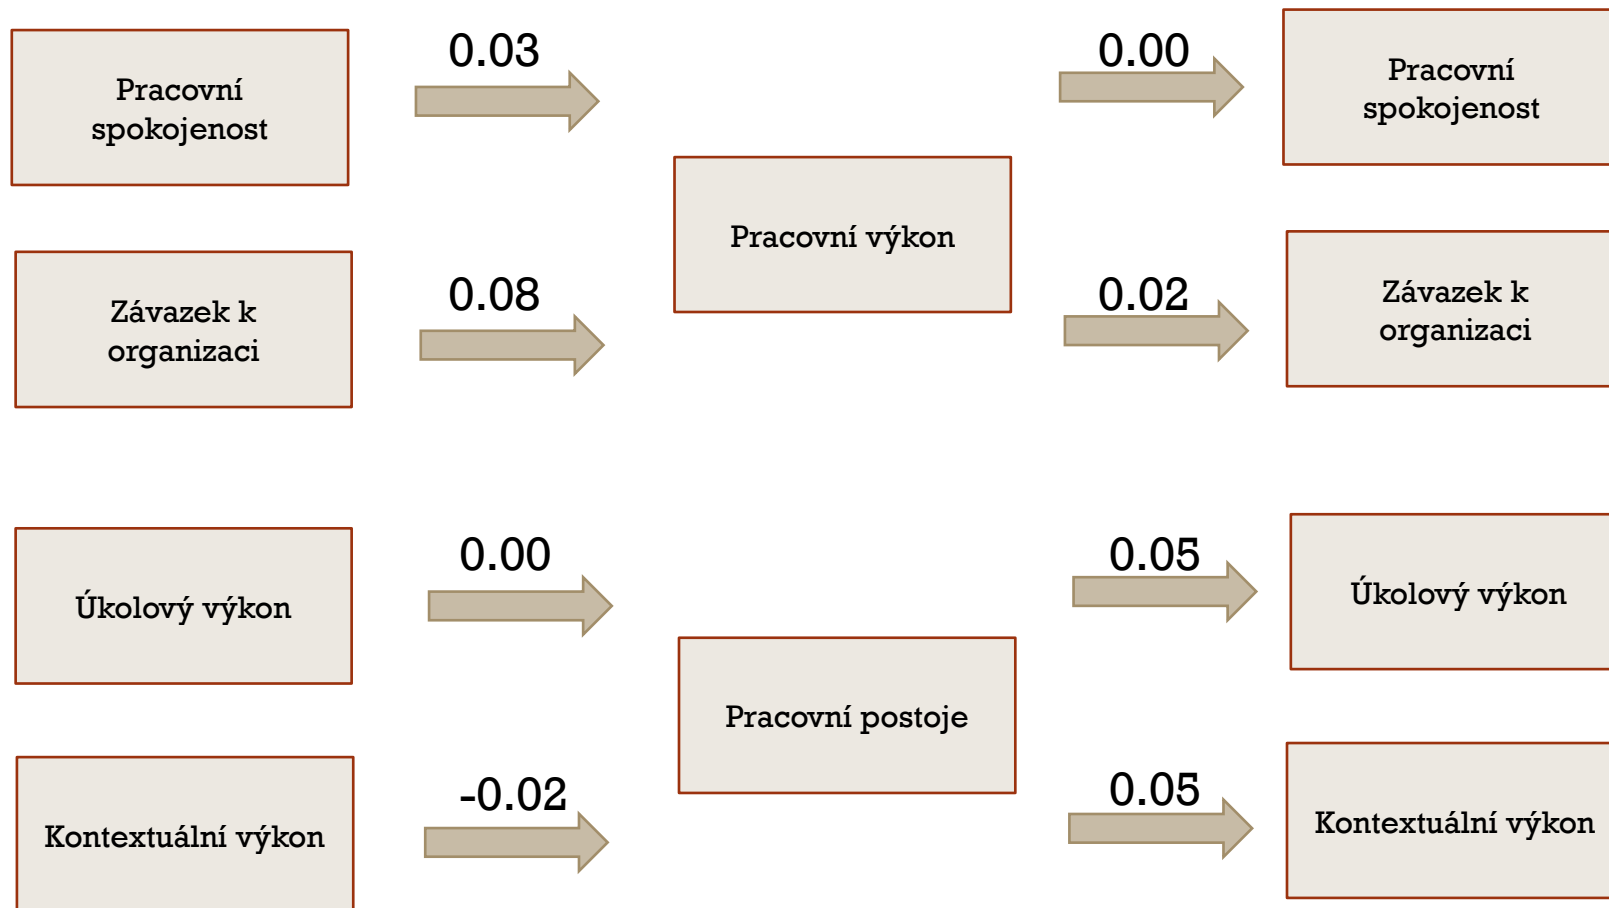 Pracovní
spokojenost
0.03
0.00
Pracovní
spokojenost
Pracovní výkon
Závazek k
organizaci
0.08
0.02
Závazek k
organizaci
Úkolový výkon
0.00
0.05
Úkolový výkon
Pracovní postoje
Kontextuální výkon
-0.02
0.05
Kontextuální výkon